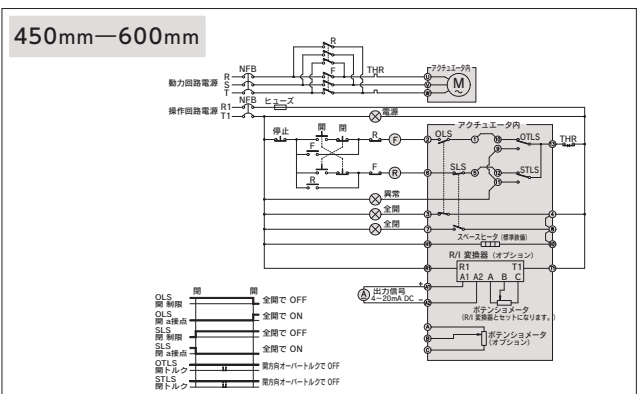 450mm―600mm
R
NFB
F
THR
アクチュエータ内
動力回路電源
R
S
T
U
V
W
M
~
NFB
ヒューズ
操作回路電源
R1
T1
電源
停止
開
閉
R
F
F
F
R
R
アクチュエータ内
OLS
OTLS
THR
SLS
STLS
異常
全開
全閉
スペースヒータ (標準装備)
R/I 変換器 (オプション)
R1
T1
A1 A2 A B C
出力信号
4~20mA DC
A
+
−
ポテンショメータ
(R/I 変換器とセットになります。)
A
B
C
ポテンショメータ
(オプション)
閉
開
OLS
開 制限
全開で OFF
OLS
開 a接点
全開で ON
SLS
閉 制限
全閉で OFF
SLS
閉 a接点
全閉で ON
OTLS
開トルク
開方向オーバートルクで OFF
STLS
閉トルク
閉方向オーバートルクで OFF